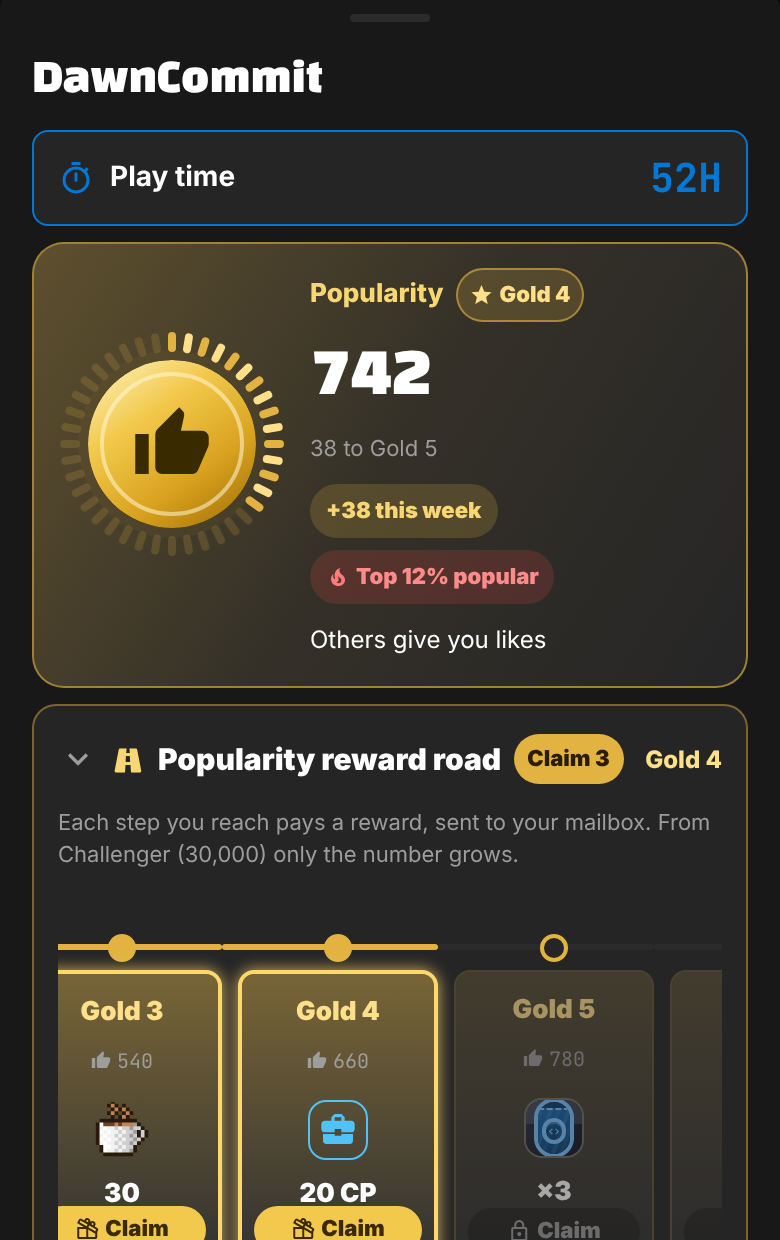 DawnCommit
Play time
52H
Popularity
Gold 4
742
38 to Gold 5
+38 this week
Top 12% popular
Others give you likes
Popularity reward road
Claim 3
Gold 4
Each step you reach pays a reward, sent to your mailbox. From
Challenger (30,000) only the number grows.
Gold 3
540
30
Claim
Gold 4
660
20 CP
Claim
Gold 5
780
×3
Claim